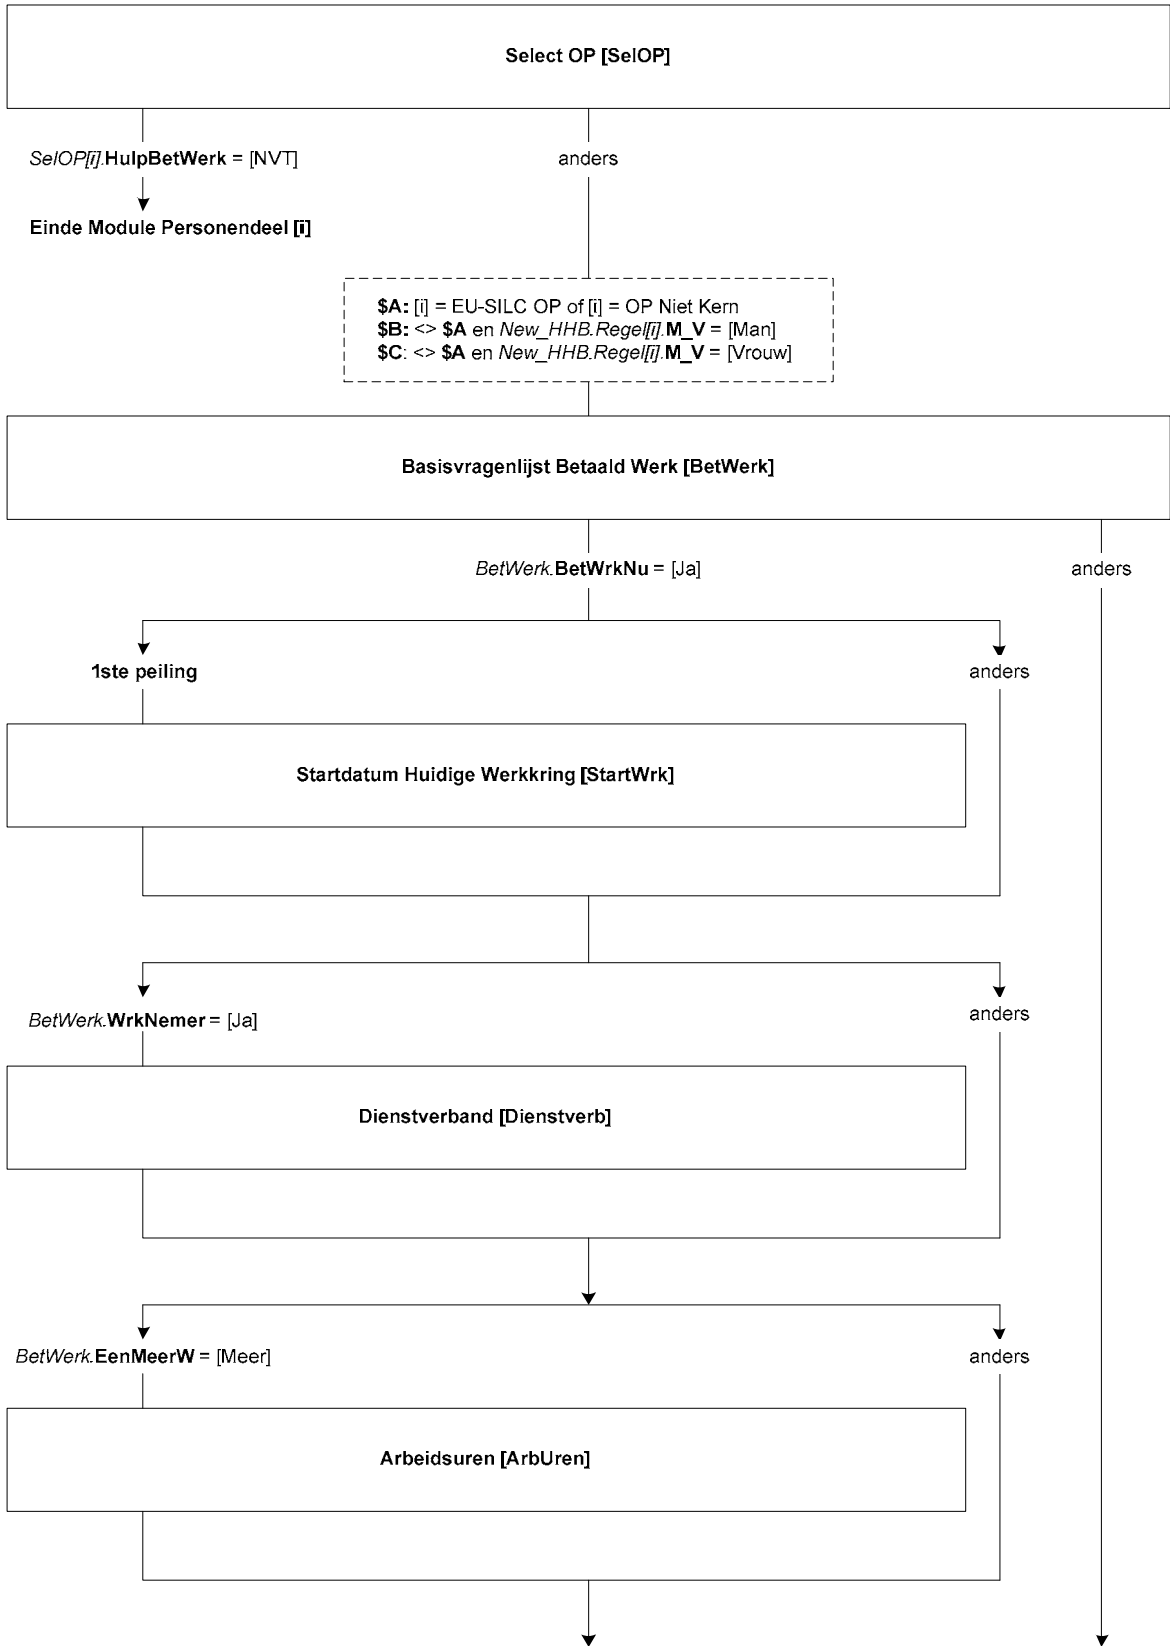 Select OP [SelOP]
SelOP[i].HulpBetWerk = [NVT]
anders
Einde Module Personendeel [i]
$A: [i] = EU-SILC OP of [i] = OP Niet Kern
$B: <> $A en New_HHB.Regel[i].M_V = [Man]
$C: <> $A en New_HHB.Regel[i].M_V = [Vrouw]
Basisvragenlijst Betaald Werk [BetWerk]
BetWerk.BetWrkNu = [Ja]
anders
1ste peiling
anders
Startdatum Huidige Werkkring [StartWrk]
BetWerk.WrkNemer = [Ja]
anders
Dienstverband [Dienstverb]
BetWerk.EenMeerW = [Meer]
anders
Arbeidsuren [ArbUren]